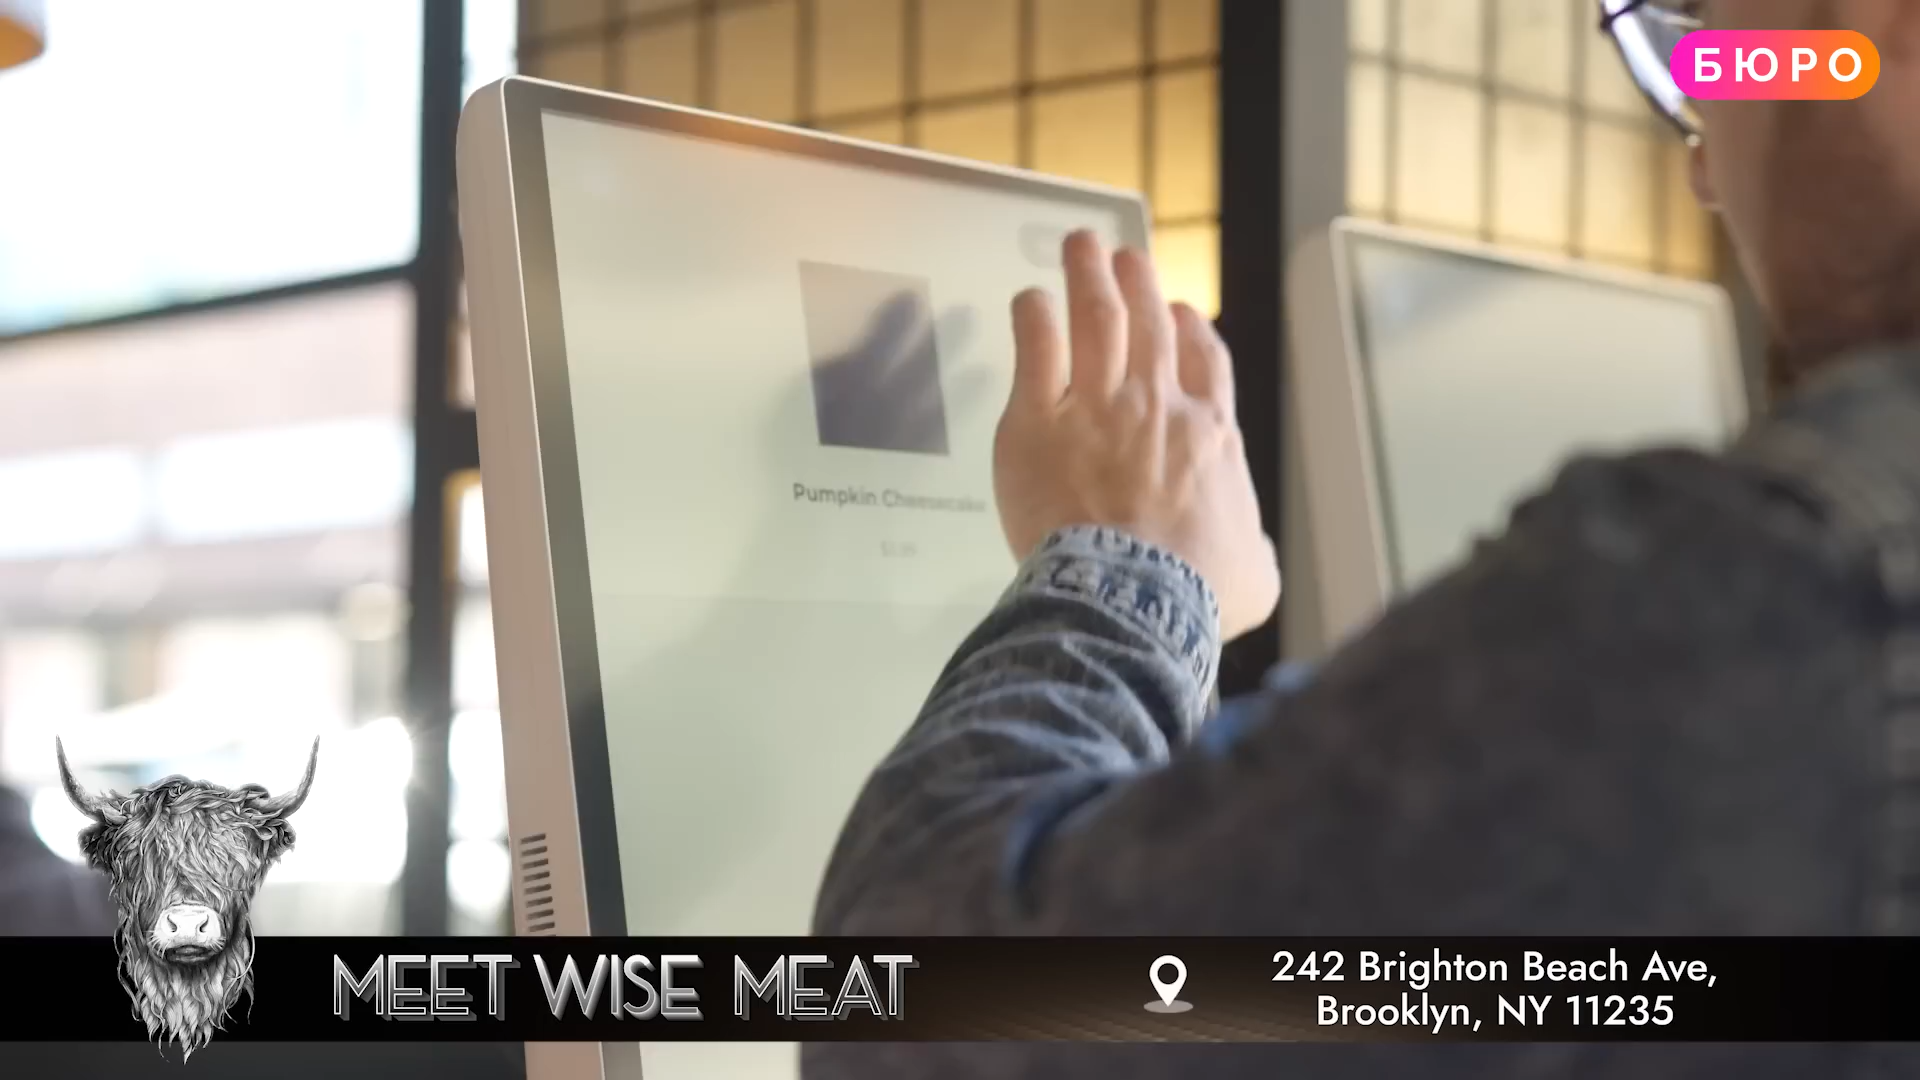 БЮРО
Pumpkin Cheesecake
MEET WISE MEAT
242 Brighton Beach Ave,
Brooklyn, NY 11235